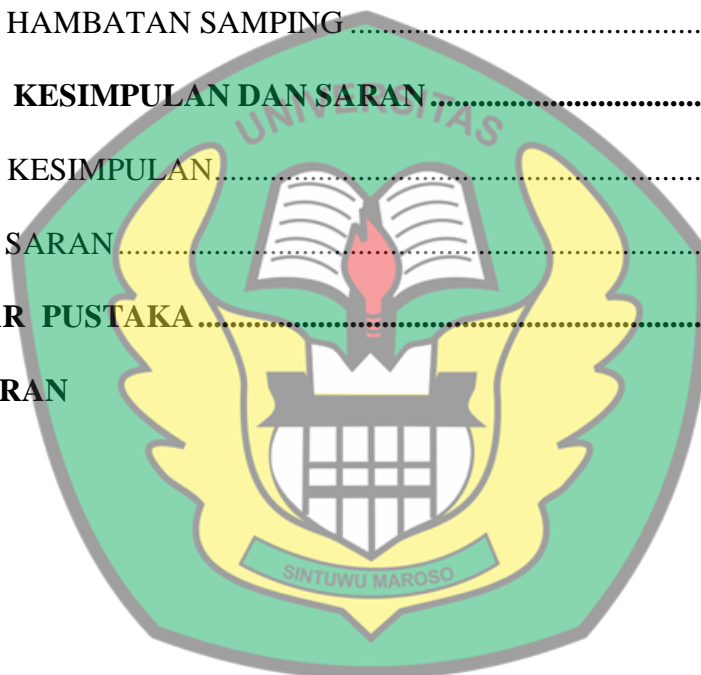 HAMBATAN SAMPING ........................................
KESIMPULAN DAN SARAN ..................................
KESIMPULAN............................................................
SARAN........................................................................
R PUSTAKA ...............................................................
RAN
UNIVERSITAS
SINTUWU MAROSO